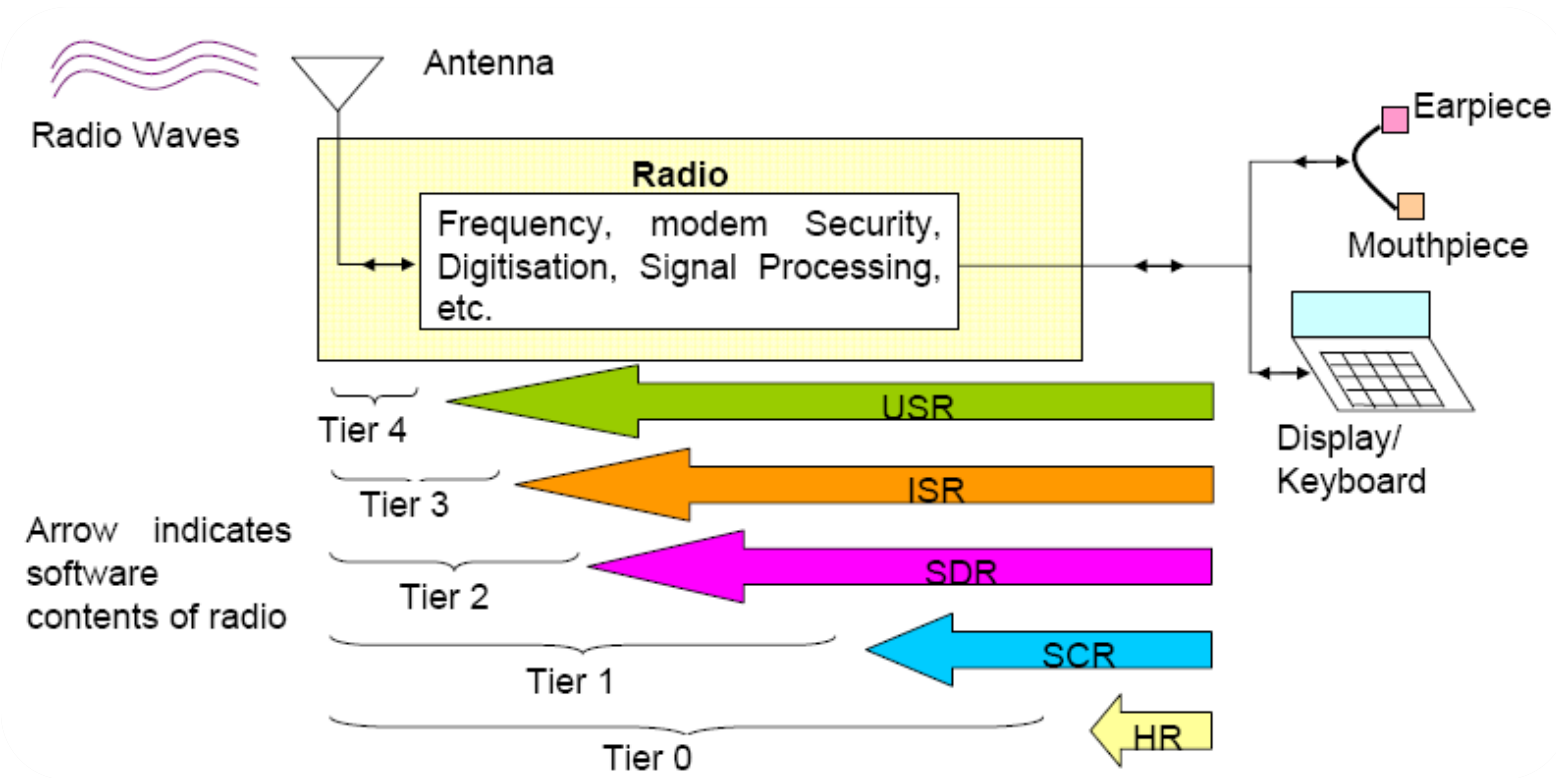 Antenna
Radio Waves
Earpiece
Radio
Frequency, modem Security,
Digitisation, Signal Processing,
etc.
Mouthpiece
USR
Tier 4
Display/
Keyboard
ISR
Tier 3
Arrow indicates
software
contents of radio
SDR
Tier 2
SCR
Tier 1
HR
Tier 0